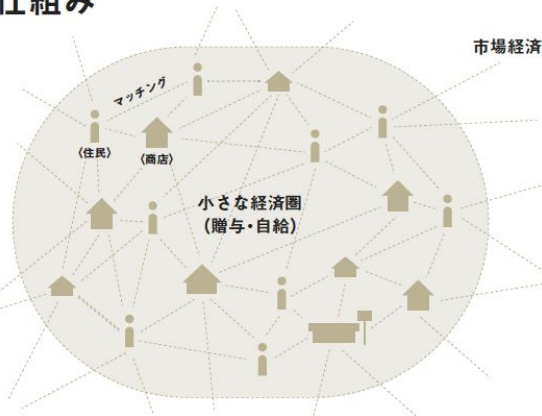 仕組み
市場経済
マッチング
〈住民〉
〈商店〉
小さな経済圏
(贈与・自給)